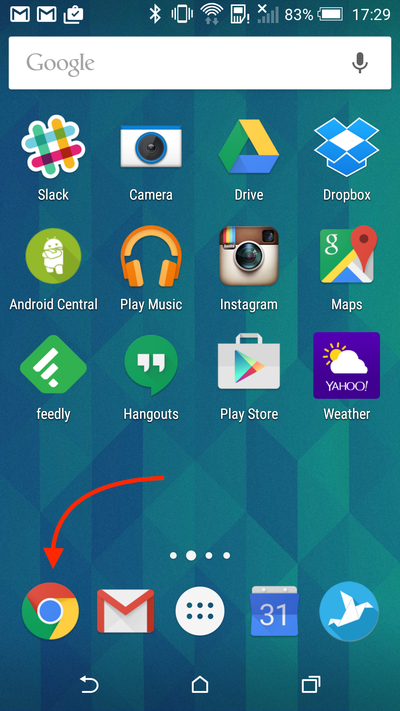 83% 17:29
Google
Slack Camera Drive Dropbox
g
Android Central Play Music Instagram Maps
YAHOO!
feedly Hangouts Play Store Weather
31